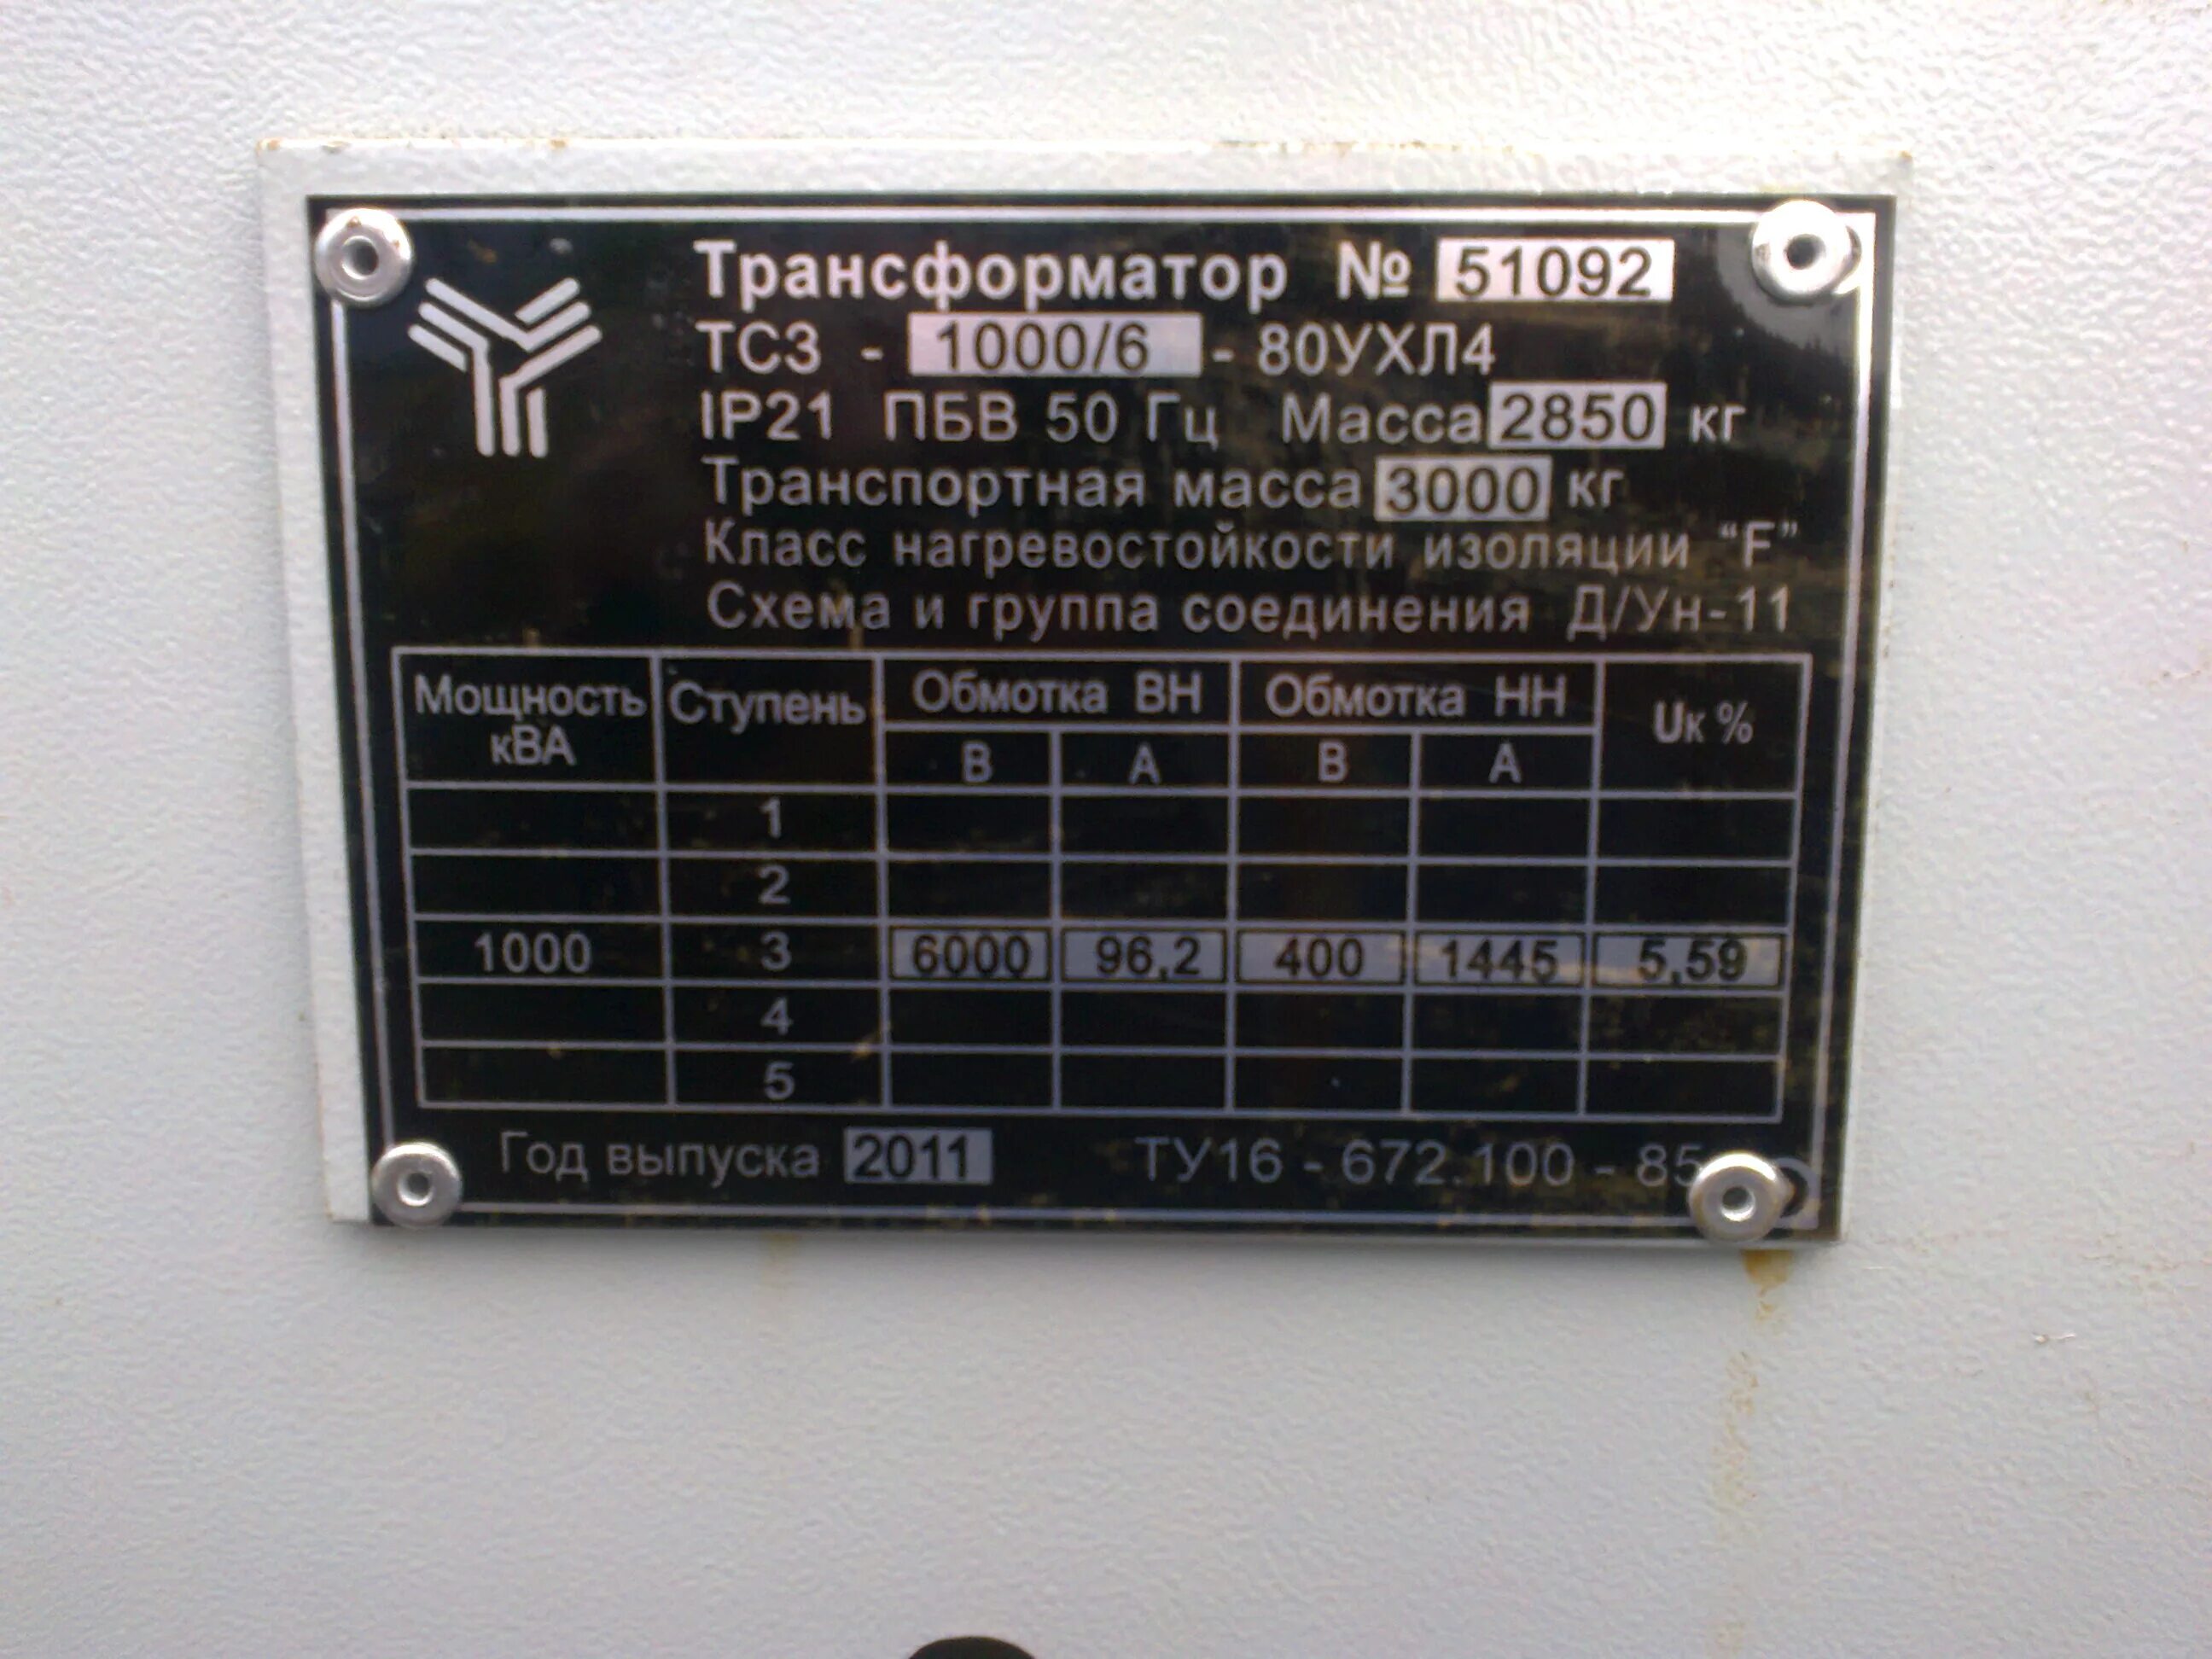 Трансформатор № 51092
ТСЗ - 1000/6 - 80УХЛ4
IP21 ПБВ 50 Гц Масса 2850 кг
Транспортная масса 3000 кг
Класс нагревостойкости изоляции “F”
Схема и группа соединения Д/Ун-11
Мощность кВА Ступень Обмотка ВН Обмотка НН Uк %
В А В А
1
2
1000 3 6000 96,2 400 1445 5,59
4
5
Год выпуска 2011 ТУ16 - 672.100 - 85